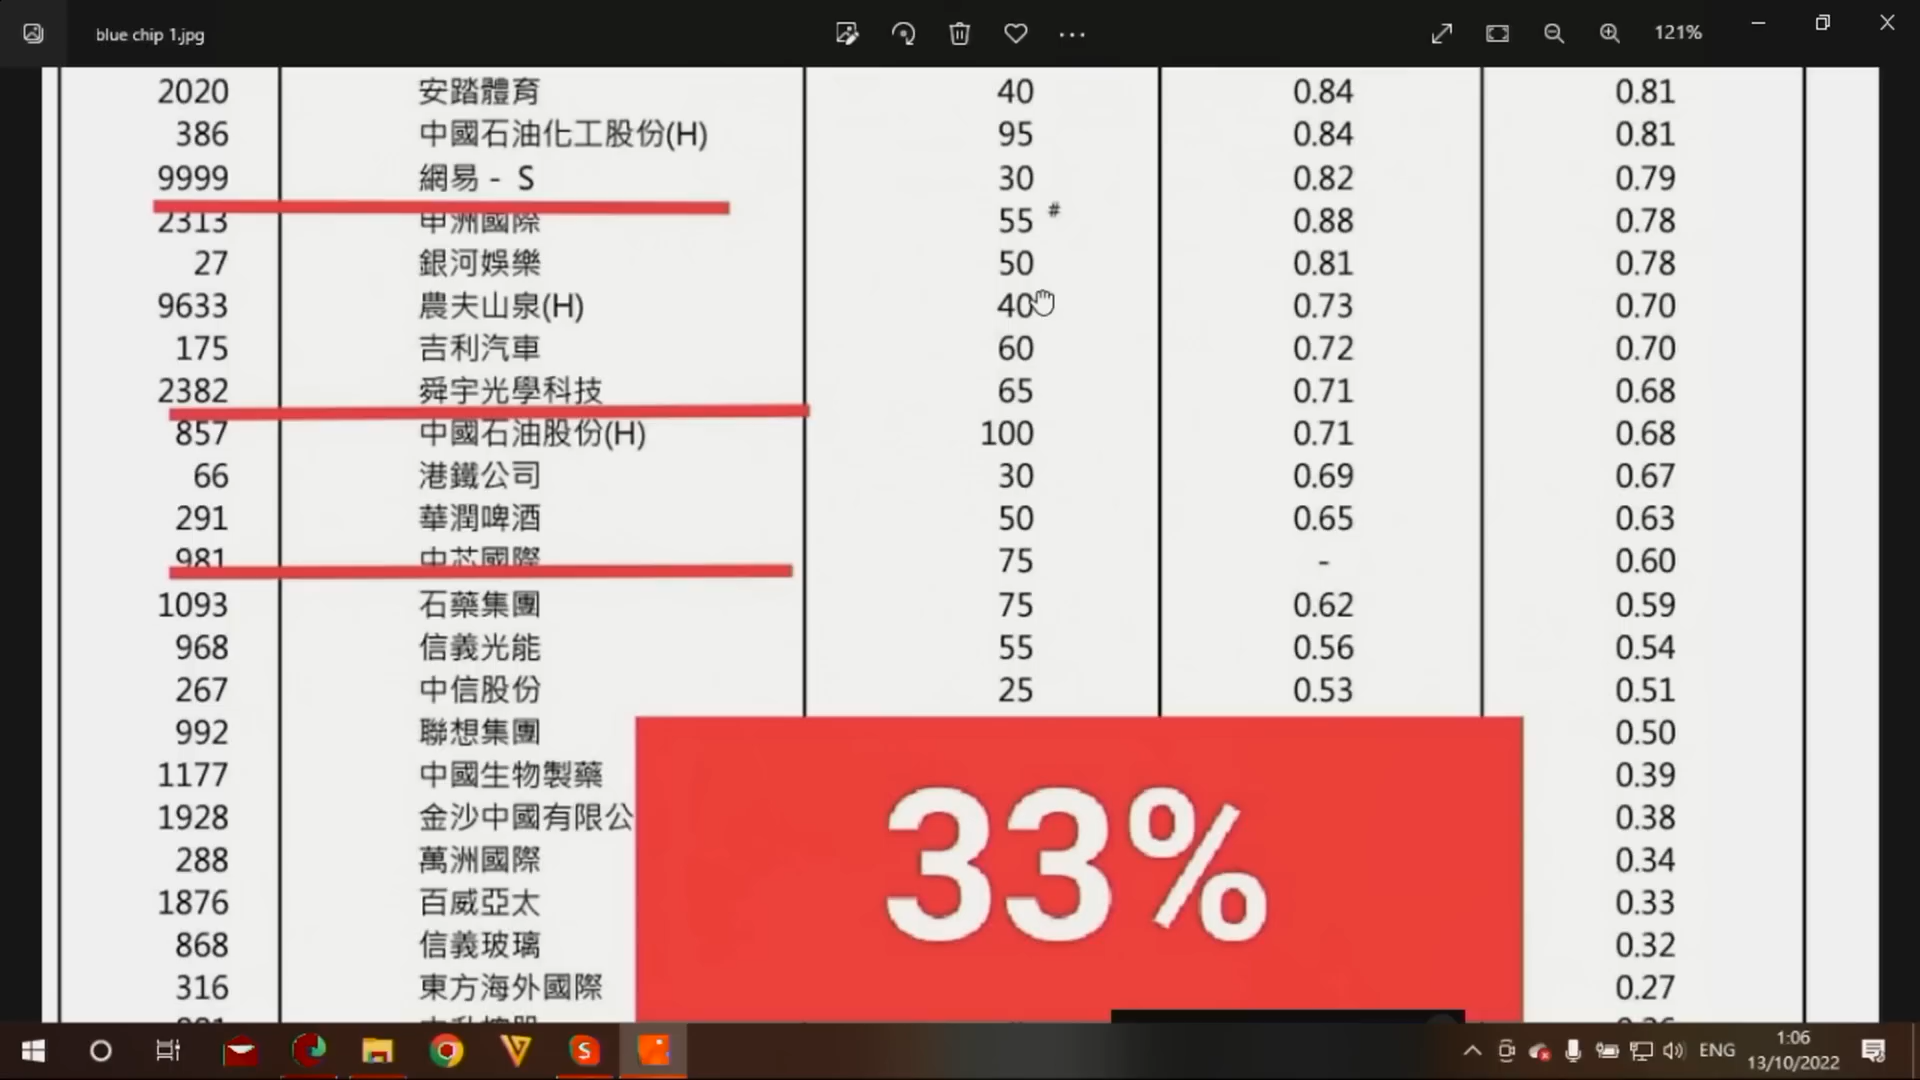 blue chip 1.jpg 121%
2020 安踏體育 40 0.84 0.81
386 中國石油化工股份(H) 95 0.84 0.81
9999 網易 - S 30 0.82 0.79
2313 申洲國際 55 # 0.88 0.78
27 銀河娛樂 50 0.81 0.78
9633 農夫山泉(H) 40 0.73 0.70
175 吉利汽車 60 0.72 0.70
2382 舜宇光學科技 65 0.71 0.68
857 中國石油股份(H) 100 0.71 0.68
66 港鐵公司 30 0.69 0.67
291 華潤啤酒 50 0.65 0.63
981 中芯國際 75 - 0.60
1093 石藥集團 75 0.62 0.59
968 信義光能 55 0.56 0.54
267 中信股份 25 0.53 0.51
992 聯想集團 0.50
1177 中國生物製藥 0.39
1928 金沙中國有限公 0.38
288 萬洲國際 0.34
1876 百威亞太 0.33
868 信義玻璃 0.32
316 東方海外國際 0.27
33%
ENG
1:06
13/10/2022